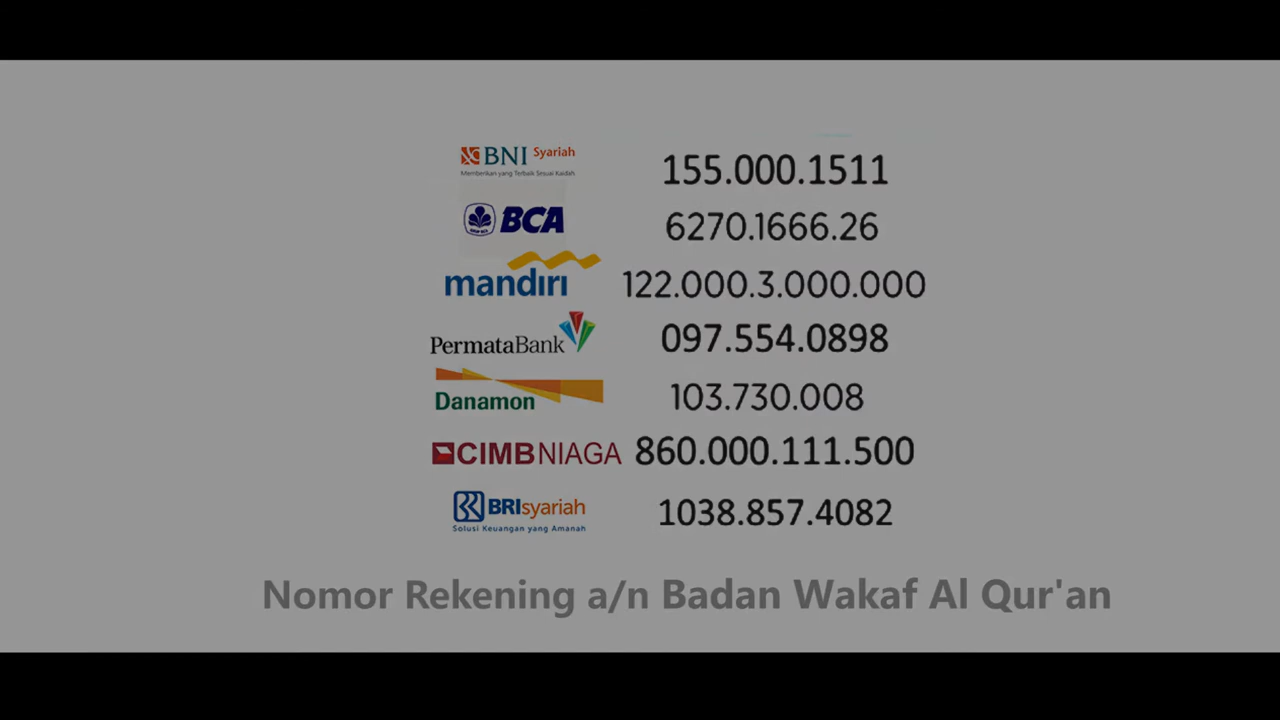 BNI Syariah 155.000.1511
Memberikan yang Terbaik Sesuai Kaidah
BCA 6270.1666.26
mandiri 122.000.3.000.000
PermataBank 097.554.0898
Danamon 103.730.008
CIMBNIAGA 860.000.111.500
BRIsyariah 1038.857.4082
Solusi Keuangan yang Amanah
Nomor Rekening a/n Badan Wakaf Al Qur'an